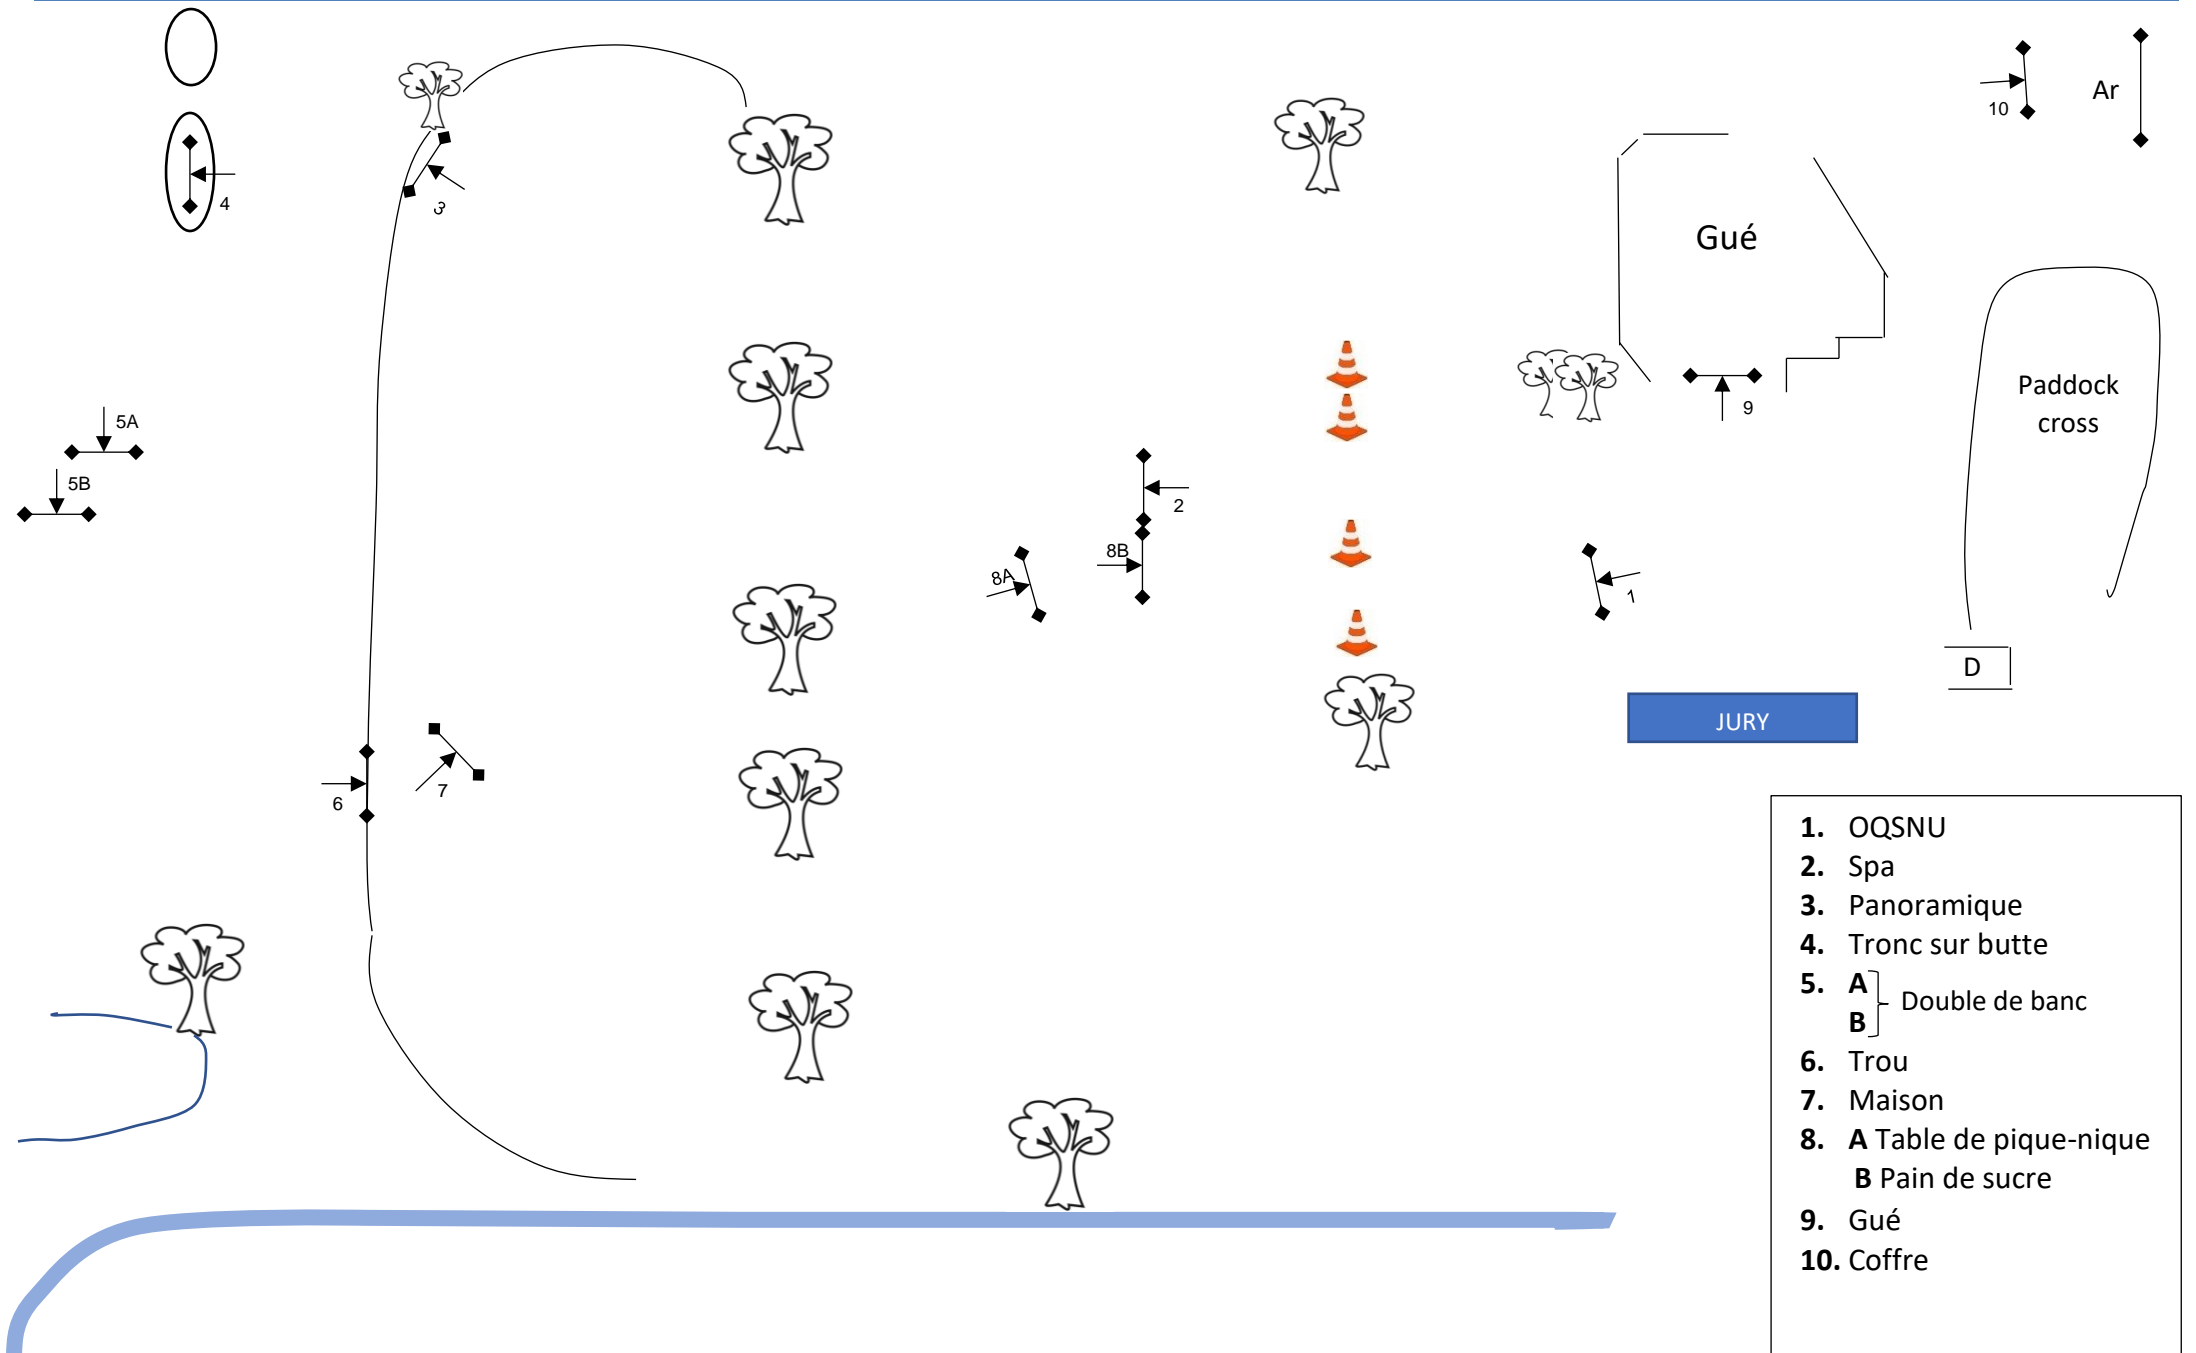 10
Ar
4
3
Gué
5A
5B
9
Paddock
cross
2
8B
8A
1
D
JURY
6
7
1. OQSNU
2. Spa
3. Panoramique
4. Tronc sur butte
5. A
Double de banc
B
6. Trou
7. Maison
8. A Table de pique-nique
B Pain de sucre
9. Gué
10. Coffre